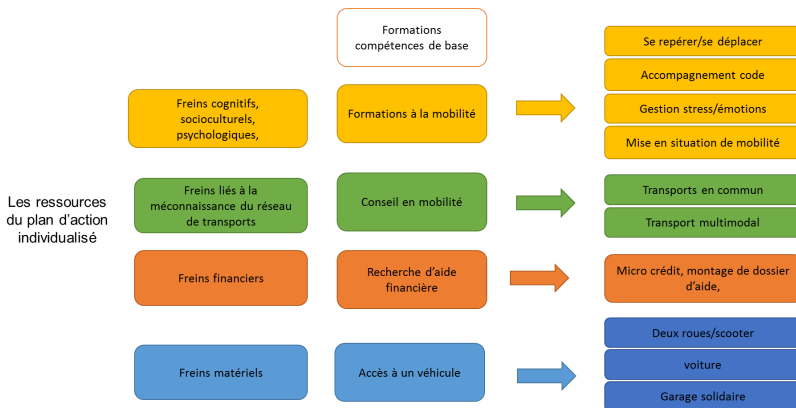 Formations
compétences de base
Se repérer/se déplacer
Accompagnement code
Freins cognitifs,
socioculturels,
psychologiques,
Formations à la mobilité
Gestion stress/émotions
Mise en situation de mobilité
Les ressources
du plan d'action
individualisé
Freins liés à la
méconnaissance du réseau
de transports
Conseil en mobilité
Transports en commun
Transport multimodal
Freins financiers
Recherche d'aide
financière
Micro crédit, montage de dossier
d'aide,
Freins matériels
Accès à un véhicule
Deux roues/scooter
voiture
Garage solidaire